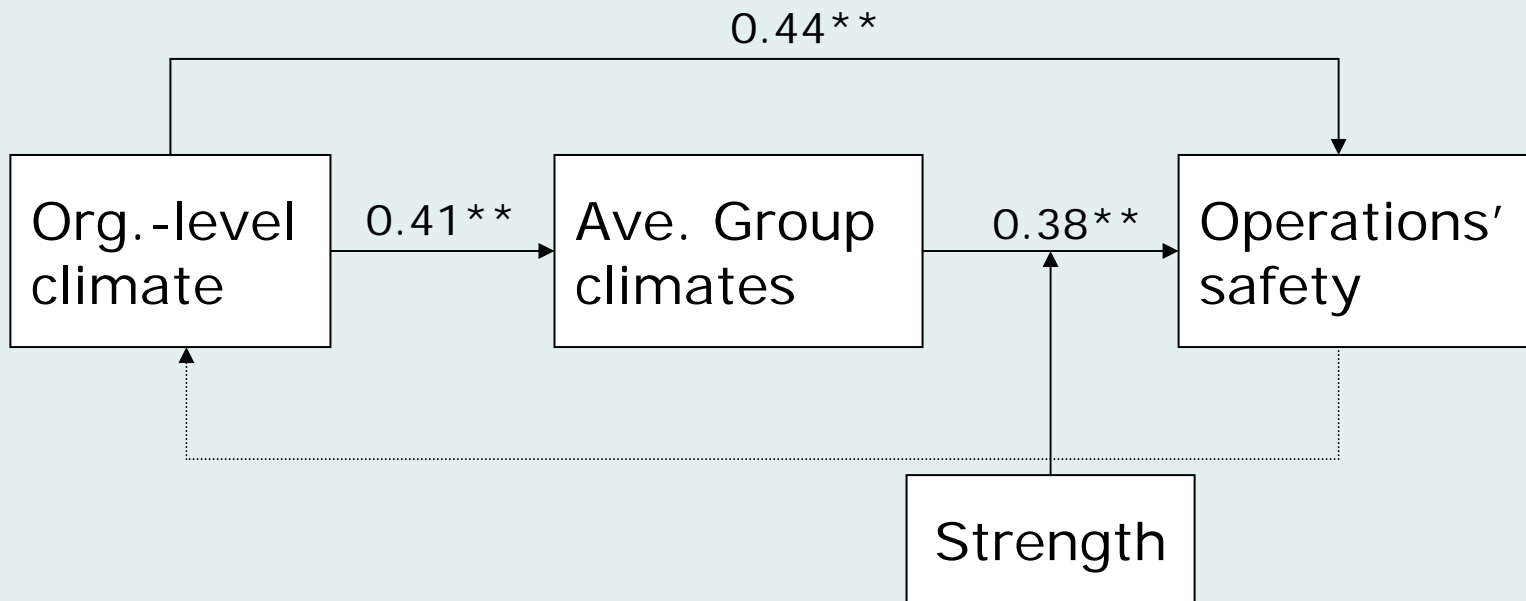 0.44**
Org.-level
climate
0.41**
Ave. Group
climates
0.38**
Operations’
safety
Strength